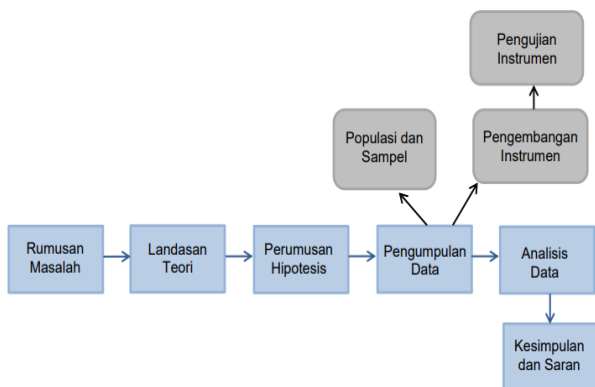 Pengujian
Instrumen
Populasi dan
Sampel
Pengembangan
Instrumen
Rumusan
Masalah
Landasan
Teori
Perumusan
Hipotesis
Pengumpulan
Data
Analisis
Data
Kesimpulan
dan Saran